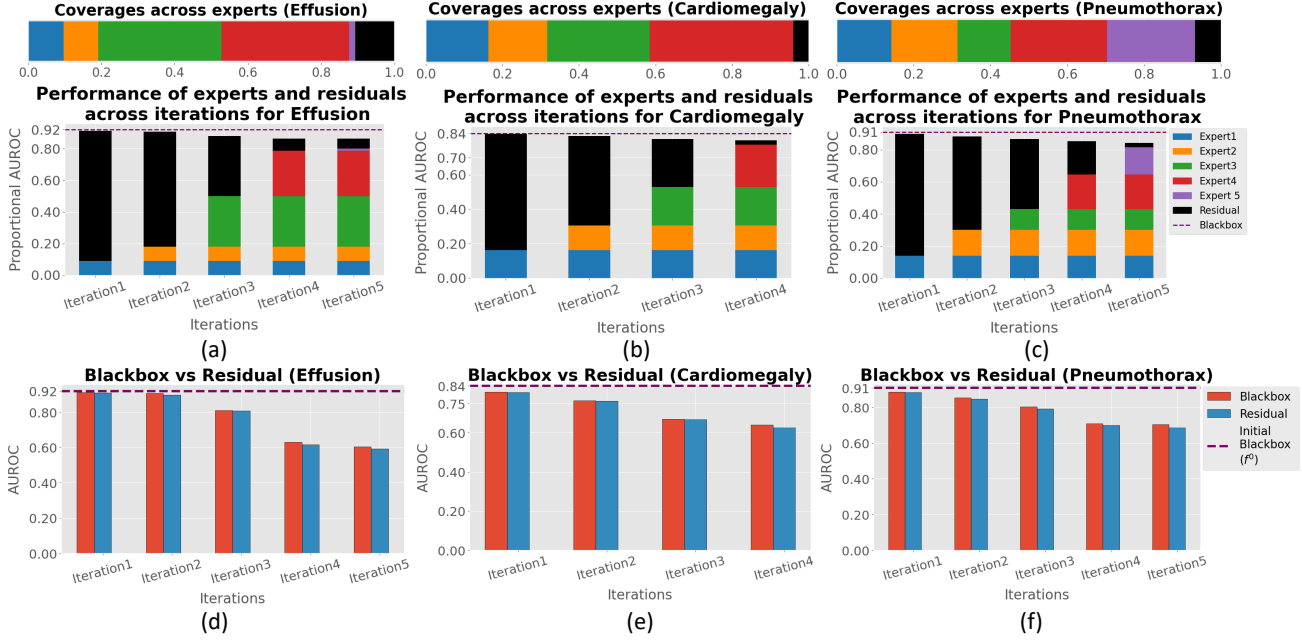 Coverages across experts (Effusion)
0.0 0.2 0.4 0.6 0.8 1.0
Performance of experts and residuals
across iterations for Effusion
Proportional AUROC
0.92
0.80
0.60
0.40
0.20
0.00
Iteration1 Iteration2 Iteration3 Iteration4 Iteration5
Iterations
(a)
Coverages across experts (Cardiomegaly)
0.0 0.2 0.4 0.6 0.8 1.0
Performance of experts and residuals
across iterations for Cardiomegaly
Proportional AUROC
0.84
0.70
0.60
0.40
0.20
0.00
Iteration1 Iteration2 Iteration3 Iteration4
Iterations
(b)
Coverages across experts (Pneumothorax)
0.0 0.2 0.4 0.6 0.8 1.0
Performance of experts and residuals
across iterations for Pneumothorax
Proportional AUROC
0.91
0.80
0.60
0.40
0.20
0.00
Iteration1 Iteration2 Iteration3 Iteration4 Iteration5
Iterations
(c)
Expert1
Expert2
Expert3
Expert4
Expert 5
Residual
Blackbox
Blackbox vs Residual (Effusion)
AUROC
0.92
0.80
0.60
0.40
0.20
0.00
Iteration1 Iteration2 Iteration3 Iteration4 Iteration5
Iterations
(d)
Blackbox vs Residual (Cardiomegaly)
AUROC
0.84
0.75
0.60
0.40
0.20
0.00
Iteration1 Iteration2 Iteration3 Iteration4
Iterations
(e)
Blackbox vs Residual (Pneumothorax)
AUROC
0.91
0.80
0.60
0.40
0.20
0.00
Iteration1 Iteration2 Iteration3 Iteration4 Iteration5
Iterations
(f)
Blackbox
Residual
Initial
Blackbox
(f⁰)